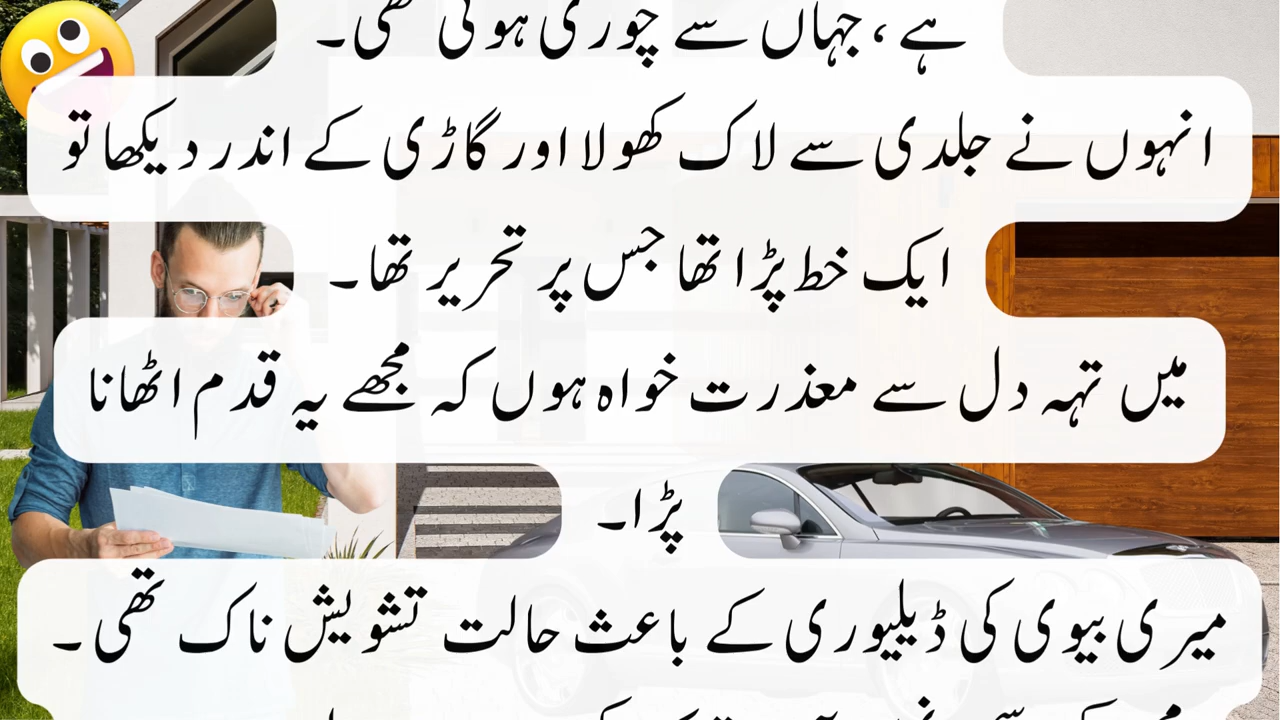 ہے ، جہاں سے چوری ہوئی تھی۔
انہوں نے جلدی سے لاک کھولا اور گاڑی کے اندر دیکھا تو
ایک خط پڑا تھا جس پر تحریر تھا۔
میں تہہ دل سے معذرت خواہ ہوں کہ مجھے یہ قدم اٹھانا
پڑا۔
میری بیوی کی ڈیلیوری کے باعث حالت تشویش ناک تھی۔